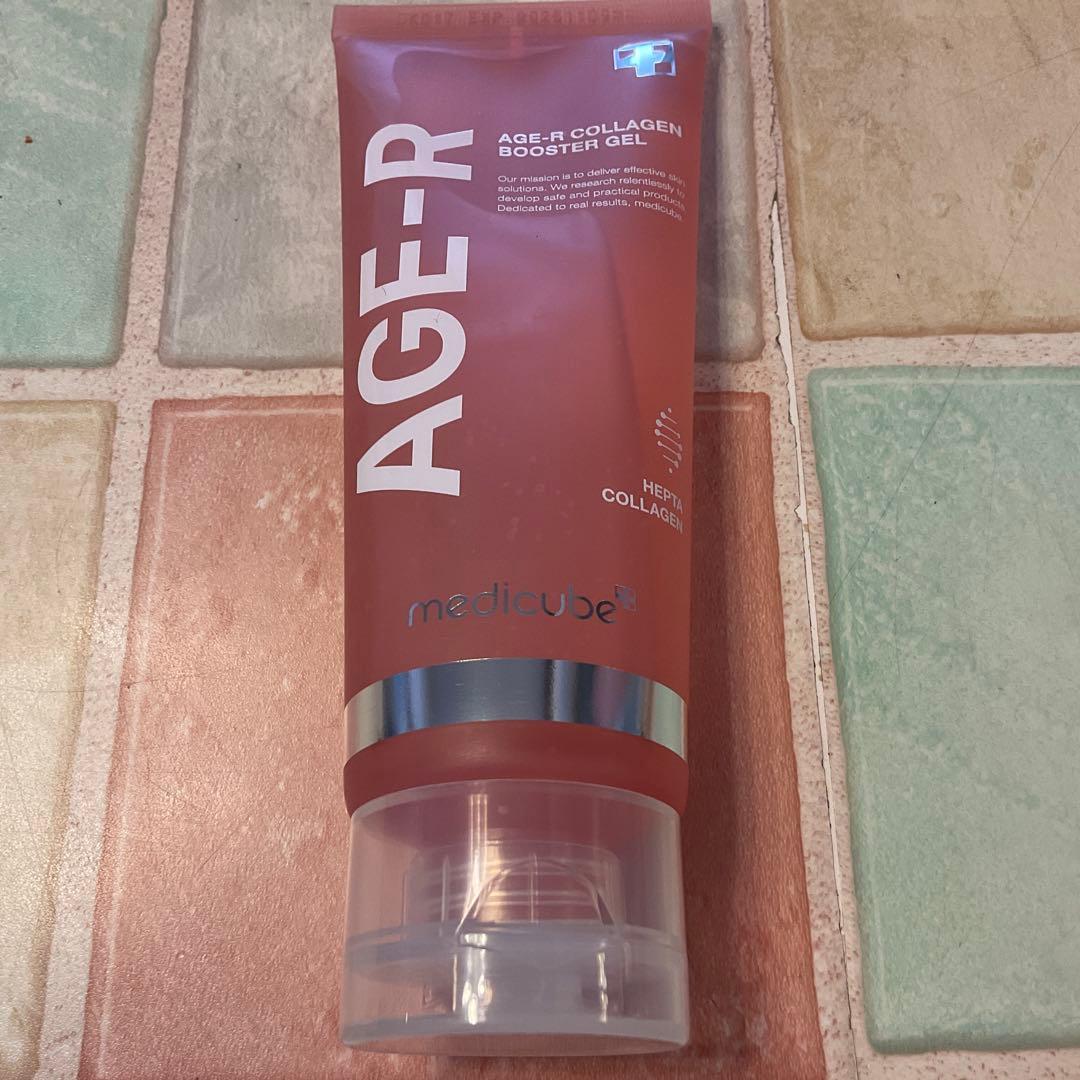 AGE-R
AGE-R COLLAGEN
BOOSTER GEL
Our mission is to deliver effective skin
solutions. We research relentlessly to
develop safe and practical products.
Dedicated to real results, medicube.
HEPTA
COLLAGEN
medicube